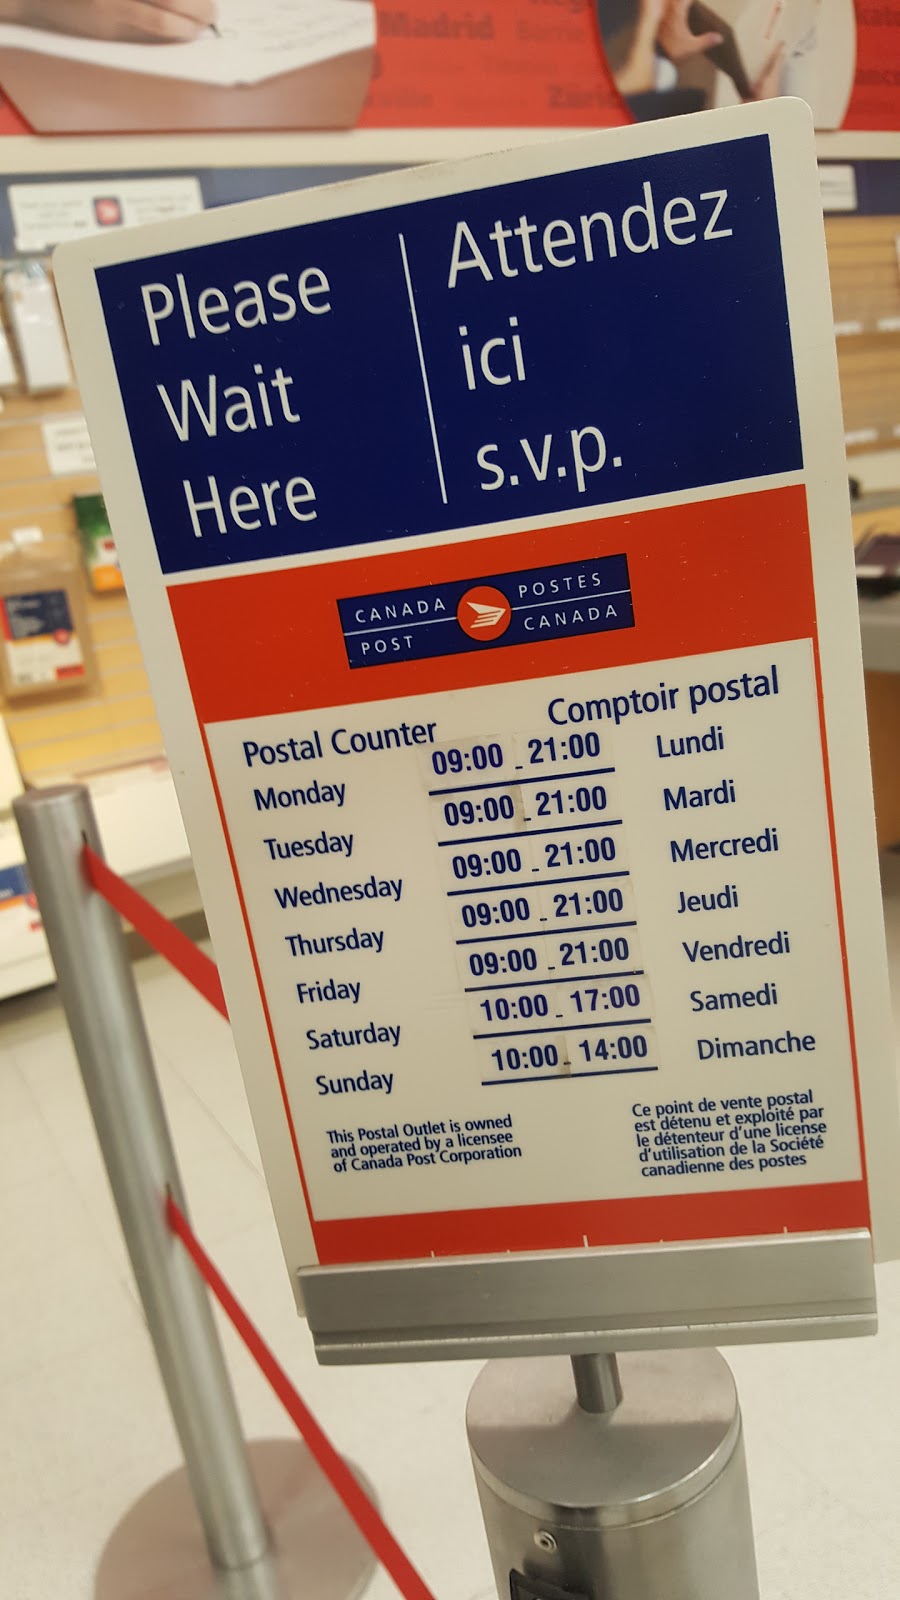 Madrid
Please
Wait
Here
Attendez
ici
s.v.p.
CANADA
POST
POSTES
CANADA
Postal Counter
Comptoir postal
Monday 09:00 - 21:00 Lundi
Tuesday 09:00 - 21:00 Mardi
Wednesday 09:00 - 21:00 Mercredi
Thursday 09:00 - 21:00 Jeudi
Friday 09:00 - 21:00 Vendredi
Saturday 10:00 - 17:00 Samedi
Sunday 10:00 - 14:00 Dimanche
This Postal Outlet is owned
and operated by a licensee
of Canada Post Corporation
Ce point de vente postal
est détenu et exploité par
le détenteur d'une license
d'utilisation de la Société
canadienne des postes